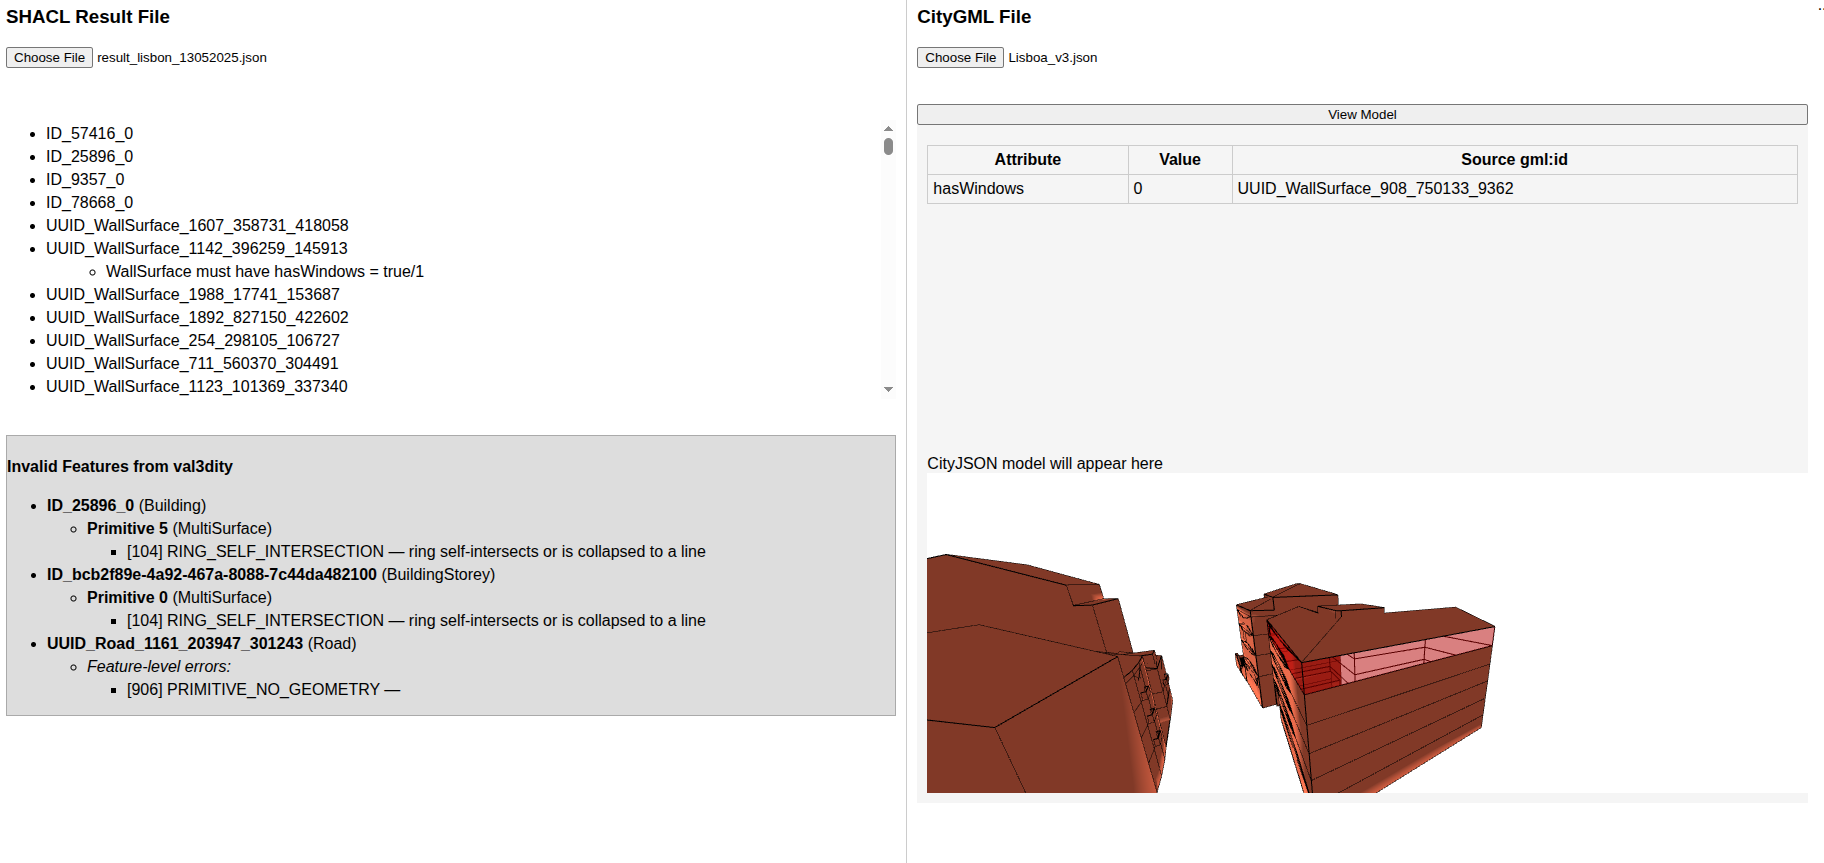 SHACL Result File
Choose File result_lisbon_13052025.json
ID_57416_0
ID_25896_0
ID_9357_0
ID_78668_0
UUID_WallSurface_1607_358731_418058
UUID_WallSurface_1142_396259_145913
WallSurface must have hasWindows = true/1
UUID_WallSurface_1988_17741_153687
UUID_WallSurface_1892_827150_422602
UUID_WallSurface_254_298105_106727
UUID_WallSurface_711_560370_304491
UUID_WallSurface_1123_101369_337340
Invalid Features from val3dity
ID_25896_0 (Building)
Primitive 5 (MultiSurface)
[104] RING_SELF_INTERSECTION — ring self-intersects or is collapsed to a line
ID_bcb2f89e-4a92-467a-8088-7c44da482100 (BuildingStorey)
Primitive 0 (MultiSurface)
[104] RING_SELF_INTERSECTION — ring self-intersects or is collapsed to a line
UUID_Road_1161_203947_301243 (Road)
Feature-level errors:
[906] PRIMITIVE_NO_GEOMETRY —
CityGML File
Choose File Lisboa_v3.json
View Model
Attribute Value Source gml:id
hasWindows 0 UUID_WallSurface_908_750133_9362
CityJSON model will appear here